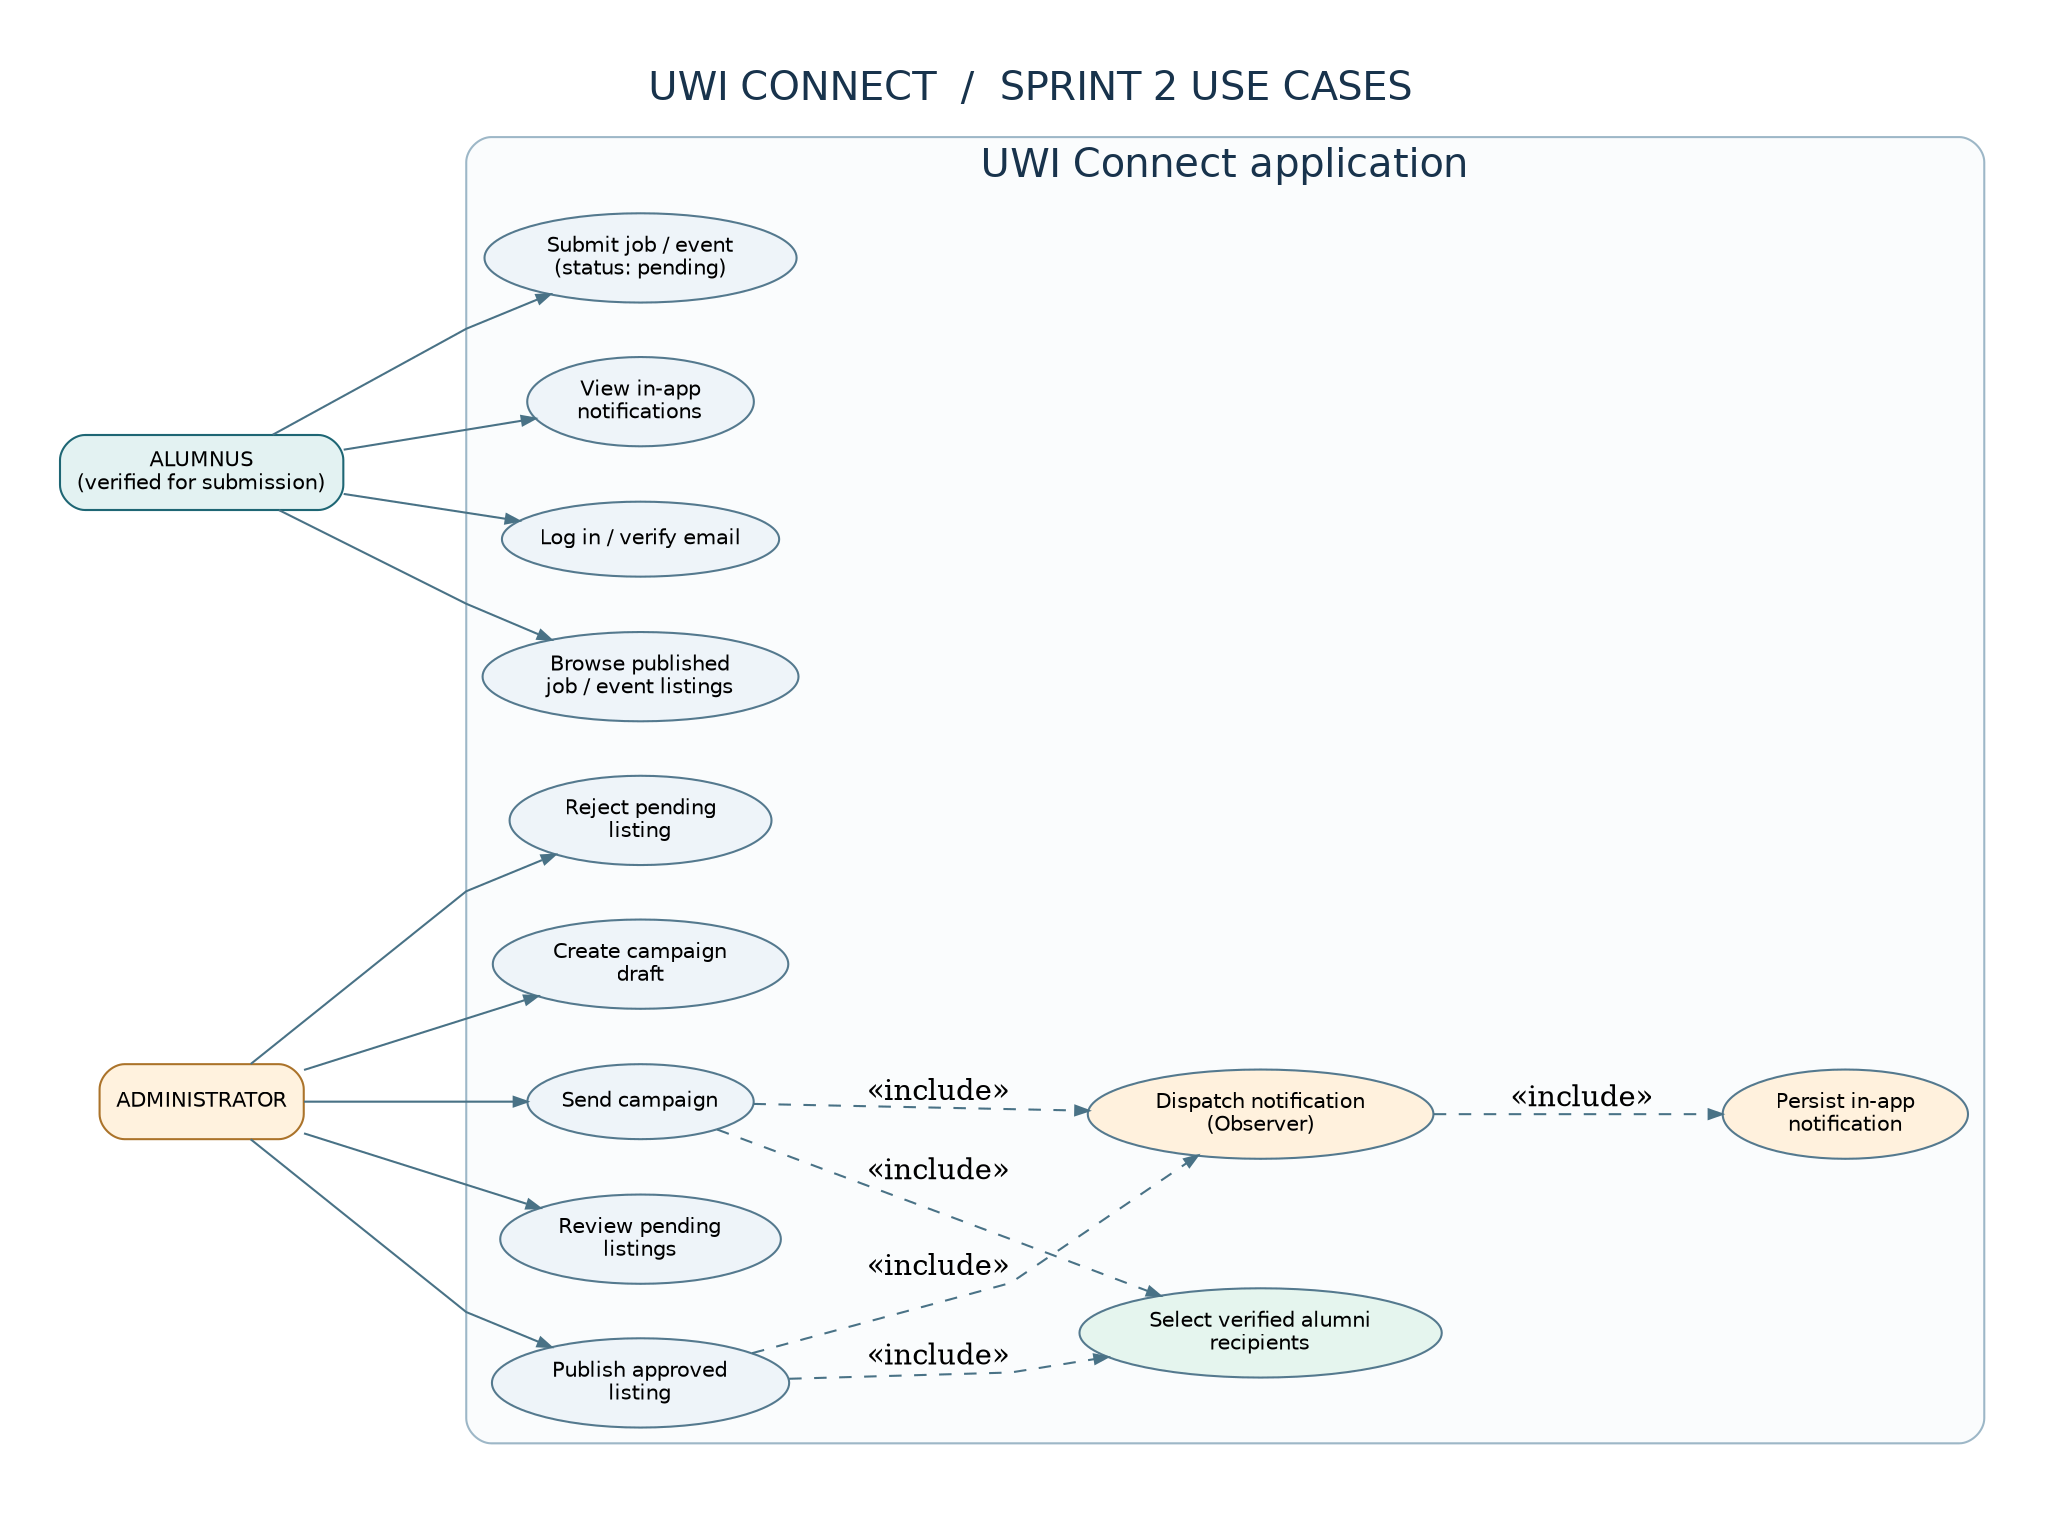 UWI CONNECT / SPRINT 2 USE CASES
UWI Connect application
Submit job / event
(status: pending)
View in-app
notifications
ALUMNUS
(verified for submission)
Log in / verify email
Browse published
job / event listings
Reject pending
listing
Create campaign
draft
ADMINISTRATOR
Send campaign
«include»
Dispatch notification
(Observer)
«include»
Persist in-app
notification
«include»
Review pending
listings
«include»
Select verified alumni
recipients
«include»
Publish approved
listing